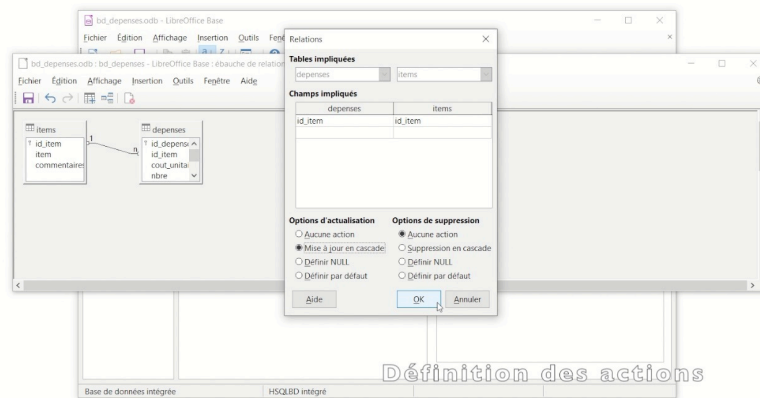 bd_depenses.odb - LibreOffice Base
Fichier Édition Affichage Insertion Outils
bd_depenses.odb : bd_depenses - LibreOffice Base : ébauche de relation
Fichier Édition Affichage Insertion Outils Fenêtre Aide
items
1 id_item
item
commentaires
1
n
depenses
id_item
cout_unita
nbre
Relations
Tables impliquées
depenses items
Champs impliqués
depenses items
id_item id_item
Options d'actualisation Options de suppression
Aucune action Aucune action
Mise à jour en cascade Suppression en cascade
Définir NULL Définir NULL
Définir par défaut Définir par défaut
Aide OK Annuler
Définition des actions
Base de données intégrée HSQLBD intégré